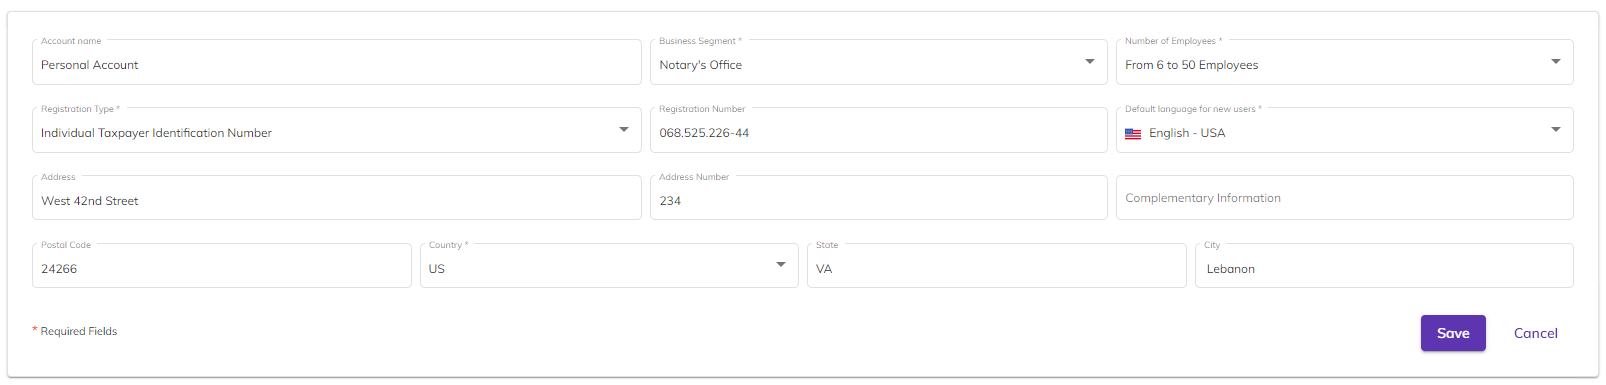 Account name
Personal Account
Business Segment *
Notary's Office
Number of Employees *
From 6 to 50 Employees
Registration Type *
Individual Taxpayer Identification Number
Registration Number
068.525.226-44
Default language for new users *
English - USA
Address
West 42nd Street
Address Number
234
Complementary Information
Postal Code
24266
Country *
US
State
VA
City
Lebanon
* Required Fields
Save
Cancel